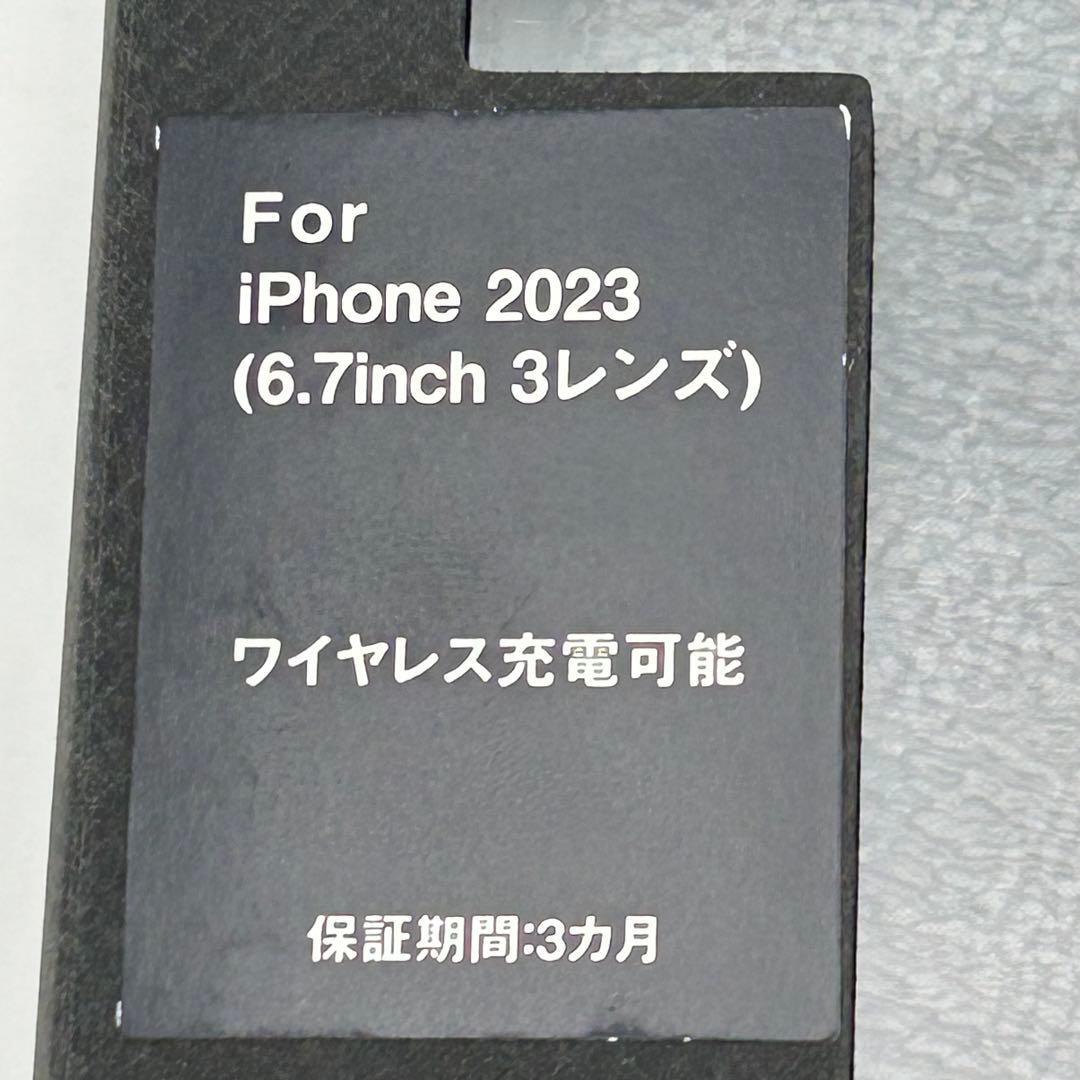 For
iPhone 2023
(6.7inch 3レンズ)
ワイヤレス充電可能
保証期間:3カ月